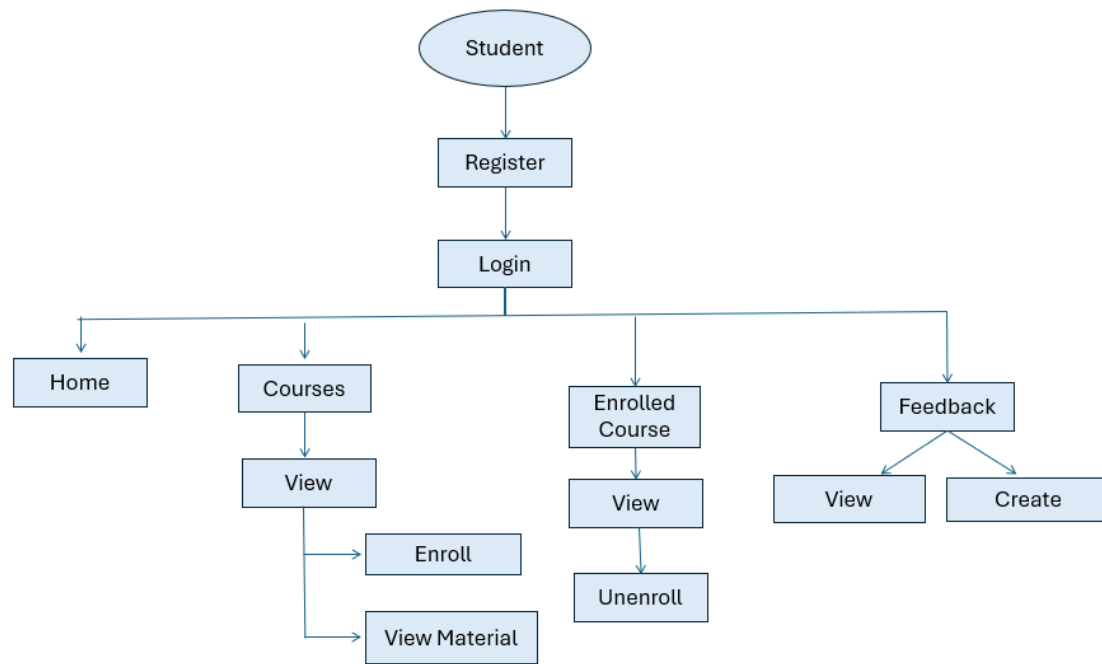 Student
Register
Login
Home
Courses
Enrolled
Course
Feedback
View
View
View
Create
Enroll
Unenroll
View Material